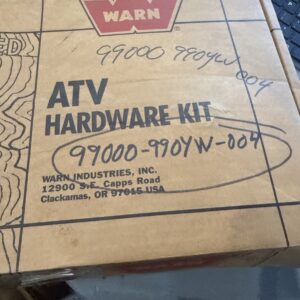 WARN
99000 990YW 004
ED
ATV
HARDWARE KIT
99000-990YW-004
WARN INDUSTRIES, INC.
12900 S.E. Capps Road
Clackamas, OR 97015 USA